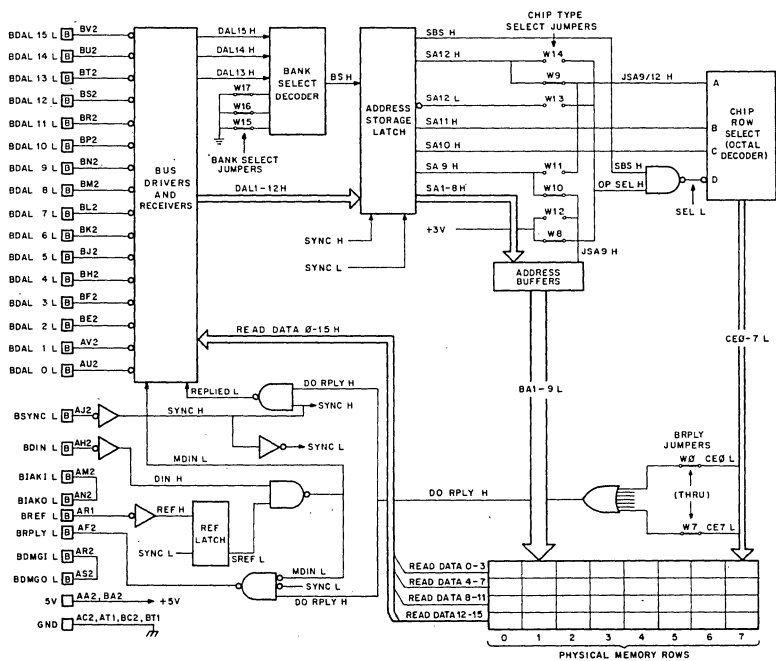 BDAL 15 L B BV2
BDAL 14 L B BU2
BDAL 13 L B BT2
BDAL 12 L B BS2
BDAL 11 L B BR2
BDAL 10 L B BP2
BDAL 9 L B BN2
BDAL 8 L B BM2
BDAL 7 L B BL2
BDAL 6 L B BK2
BDAL 5 L B BJ2
BDAL 4 L B BH2
BDAL 3 L B BF2
BDAL 2 L B BE2
BDAL 1 L B AV2
BDAL 0 L B AU2
BUS
DRIVERS
AND
RECEIVERS
DAL15 H
DAL14 H
DAL13 H
W17
W16
W15
BANK SELECT
JUMPERS
BANK
SELECT
DECODER
BS H
DAL1-12H
ADDRESS
STORAGE
LATCH
SYNC H
SYNC L
SBS H
SA12 H
SA12 L
SA11 H
SA10 H
SA 9 H
SA1-8 H
+3V
CHIP TYPE
SELECT JUMPERS
W14
W9
W13
W11
W10
W12
W8
JSA9/12 H
JSA9 H
SBS H
OP SEL H
SEL L
A
B
C
D
CHIP
ROW
SELECT
(OCTAL
DECODER)
ADDRESS
BUFFERS
CEØ-7 L
BA1-9 L
READ DATA Ø-15 H
REPLIED L
DO RPLY H
SYNC H
BSYNC L B AJ2
SYNC H
SYNC L
BDIN L B AH2
MDIN L
DIN H
BIAKI L B AM2
BIAKO L B AN2
BREF L B AR1
REF H
REF
LATCH
SYNC L
SREF L
BRPLY L B AF2
MDIN L
SYNC L
DO RPLY H
BDMGI L B AR2
BDMGO L B AS2
5V AA2, BA2 +5V
GND AC2, AT1, BC2, BT1
DO RPLY H
BRPLY
JUMPERS
WØ CEØ L
(THRU)
W7 CE7 L
READ DATA 0-3
READ DATA 4-7
READ DATA 8-11
READ DATA 12-15
0 1 2 3 4 5 6 7
PHYSICAL MEMORY ROWS